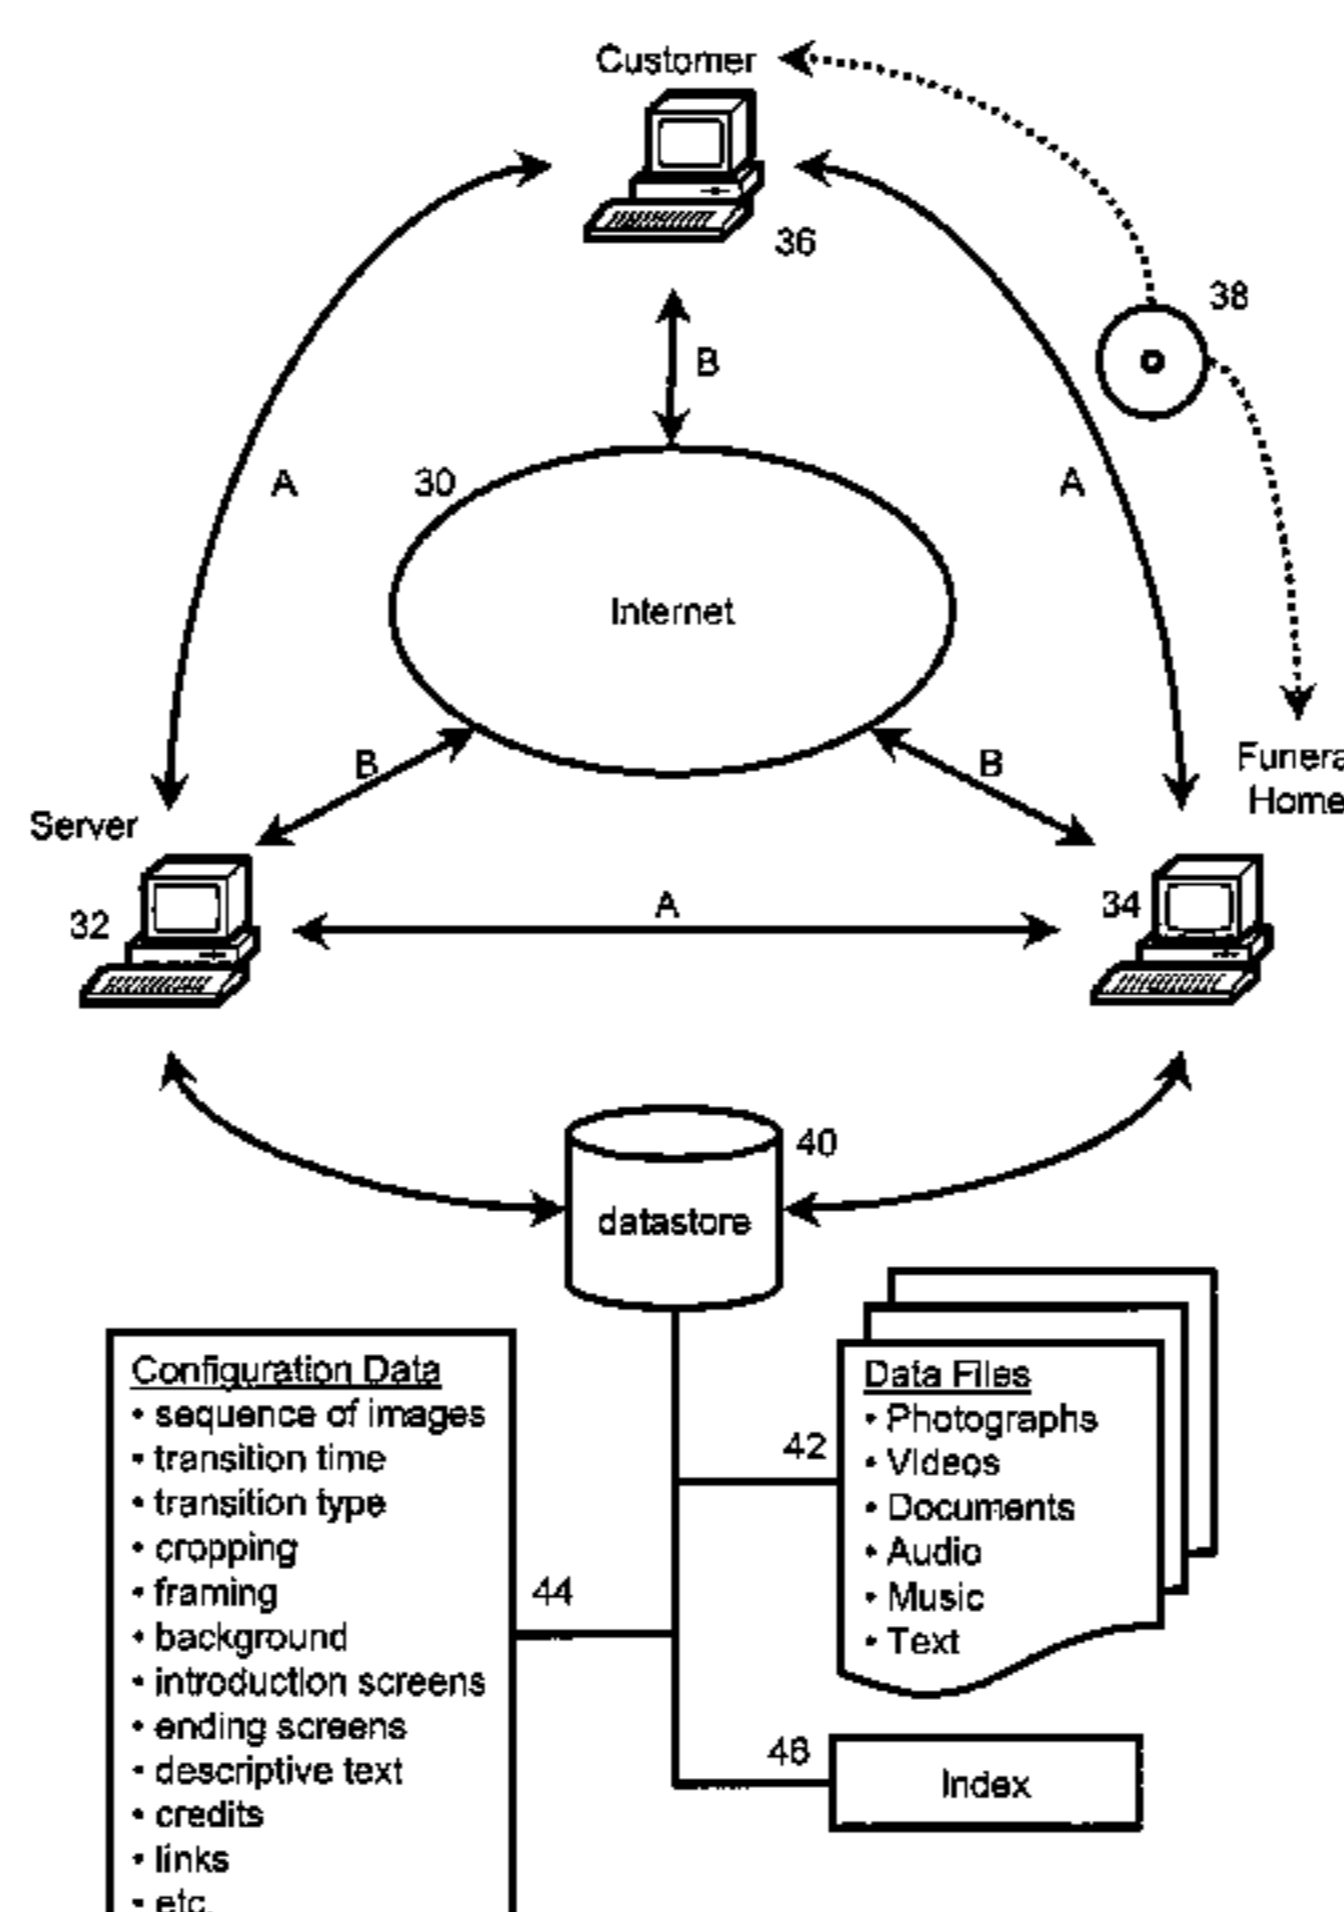 Customer
36
38
B
A
30
A
Internet
B
B
Funera
Home
Server
32
A
34
40
datastore
Configuration Data
• sequence of images
• transition time
• transition type
• cropping
• framing
• background
• introduction screens
• ending screens
• descriptive text
• credits
• links
• etc.
44
42
Data Files
• Photographs
• Videos
• Documents
• Audio
• Music
• Text
46
Index